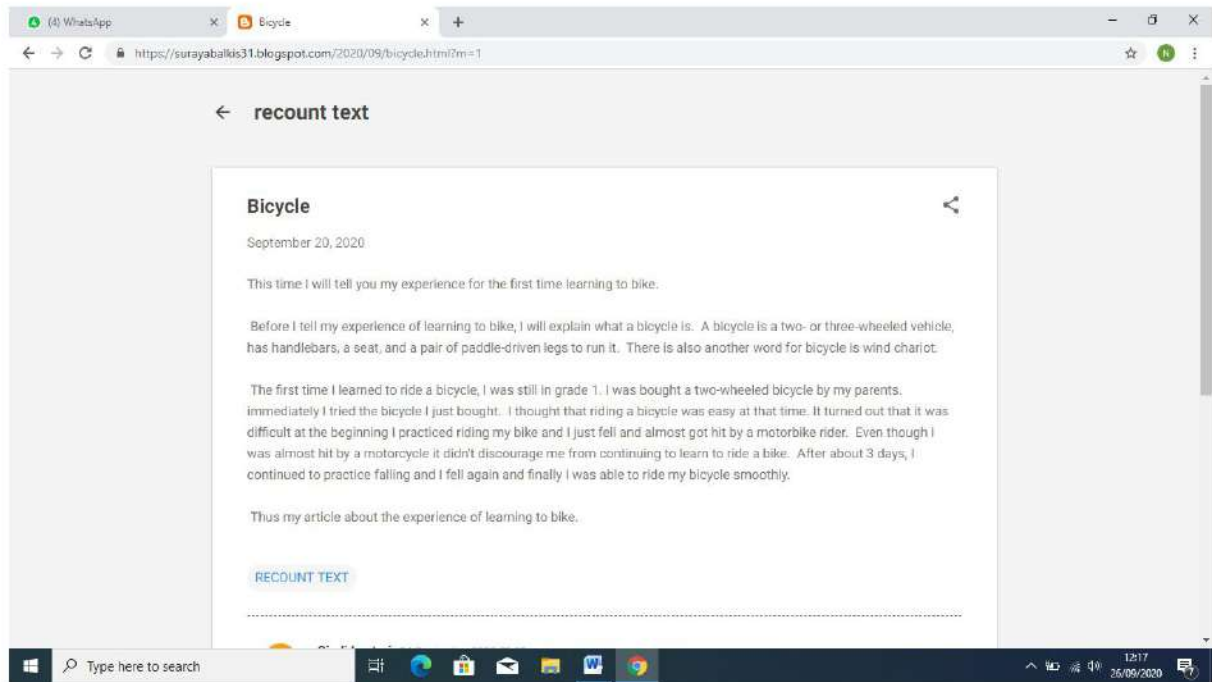 (4) WhatsApp
Bicycle
https://surayabalkis31.blogspot.com/2020/09/bicycle.html?m=1
N
recount text
Bicycle
September 20, 2020
This time I will tell you my experience for the first time learning to bike.
Before I tell my experience of learning to bike, I will explain what a bicycle is. A bicycle is a two- or three-wheeled vehicle,
has handlebars, a seat, and a pair of paddle-driven legs to run it. There is also another word for bicycle is wind chariot.
The first time I learned to ride a bicycle, I was still in grade 1. I was bought a two-wheeled bicycle by my parents.
immediately I tried the bicycle I just bought. I thought that riding a bicycle was easy at that time. It turned out that it was
difficult at the beginning I practiced riding my bike and I just fell and almost got hit by a motorbike rider. Even though I
was almost hit by a motorcycle it didn't discourage me from continuing to learn to ride a bike. After about 3 days, I
continued to practice falling and I fell again and finally I was able to ride my bicycle smoothly.
Thus my article about the experience of learning to bike.
RECOUNT TEXT
Type here to search
12:17
26/09/2020